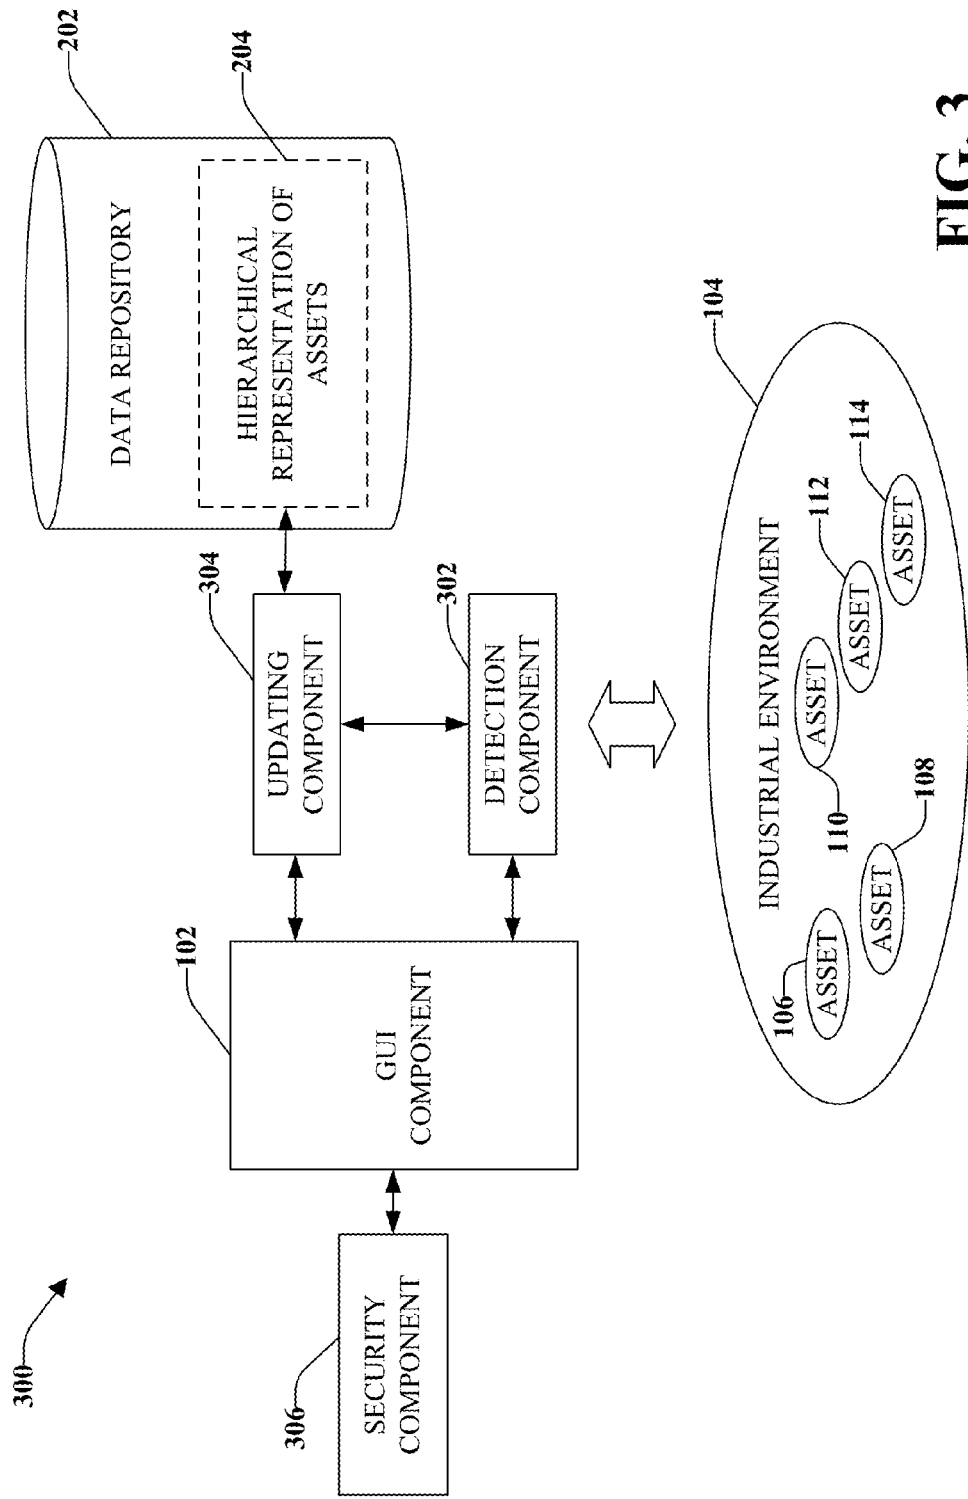 300
202
DATA REPOSITORY
204
HIERARCHICAL
REPRESENTATION OF
ASSETS
304
UPDATING
COMPONENT
302
DETECTION
COMPONENT
102
GUI
COMPONENT
306
SECURITY
COMPONENT
104
INDUSTRIAL ENVIRONMENT
106
ASSET
ASSET
108
110
ASSET
112
ASSET
114
ASSET
FIG. 3